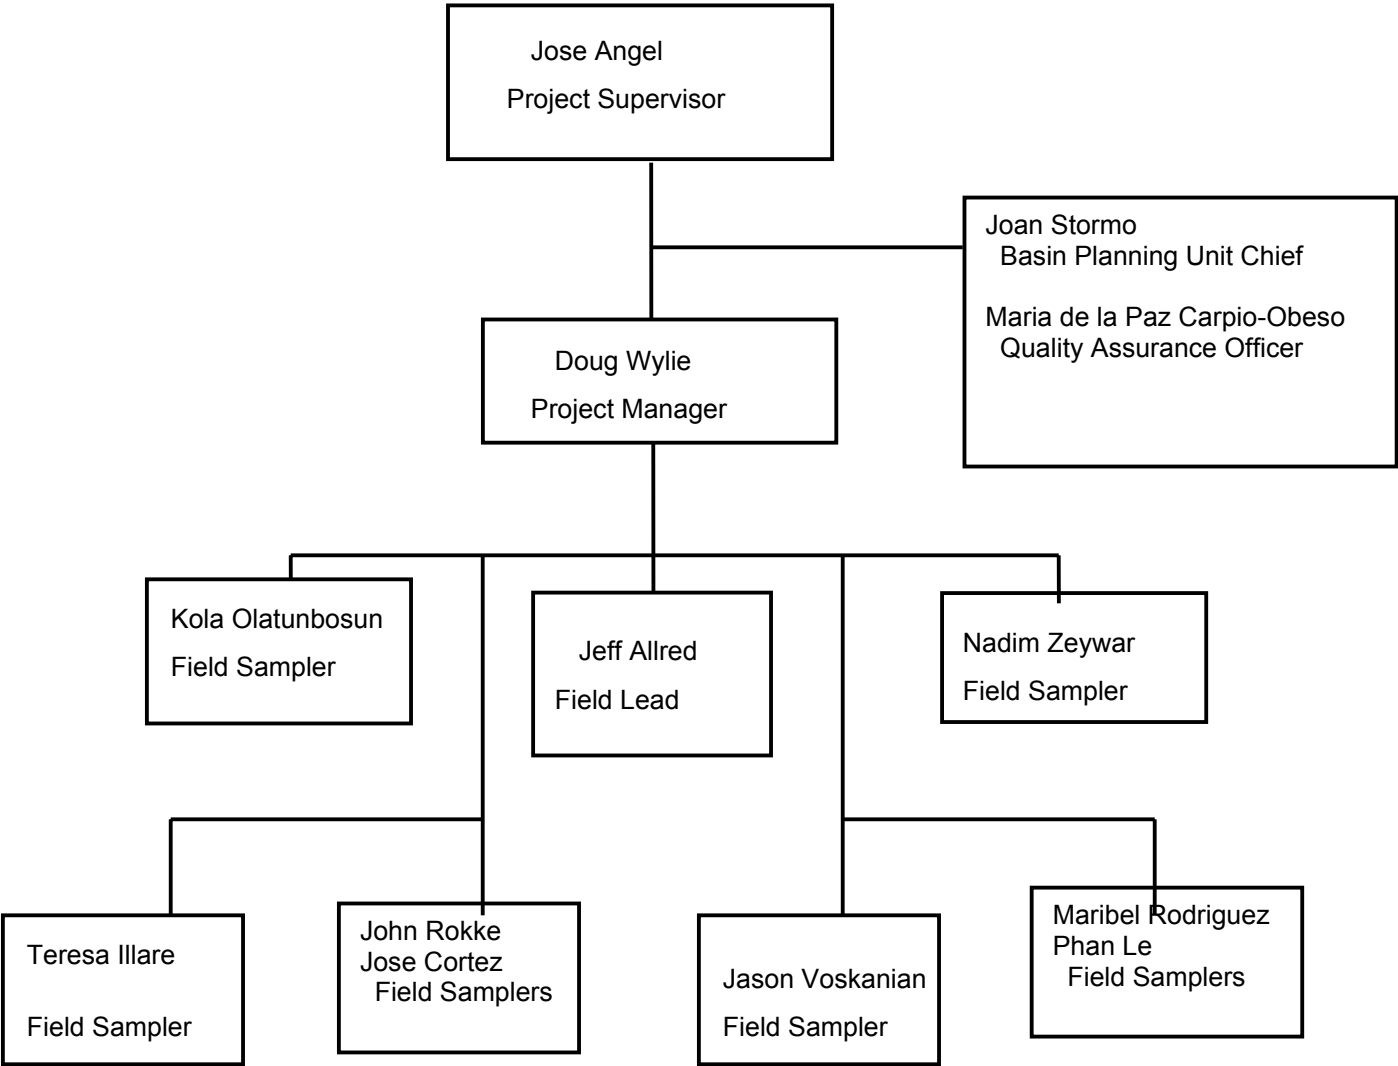 Jose Angel
Project Supervisor
Joan Stormo
Basin Planning Unit Chief
Maria de la Paz Carpio-Obeso
Quality Assurance Officer
Doug Wylie
Project Manager
Kola Olatunbosun
Field Sampler
Jeff Allred
Field Lead
Nadim Zeywar
Field Sampler
Teresa Illare
Field Sampler
John Rokke
Jose Cortez
Field Samplers
Jason Voskanian
Field Sampler
Maribel Rodriguez
Phan Le
Field Samplers